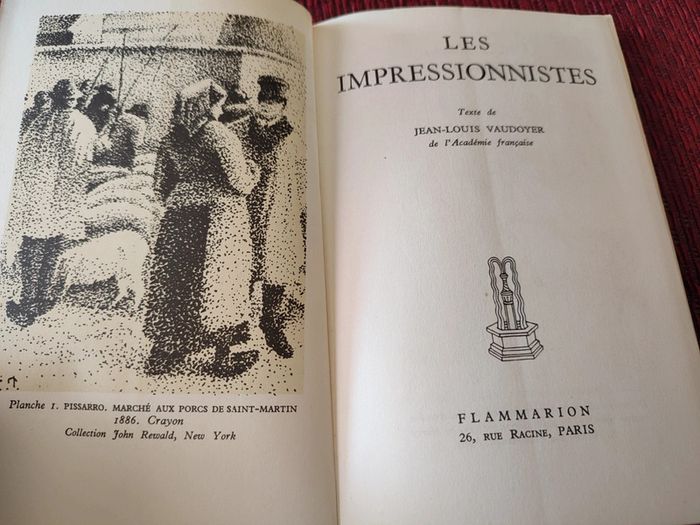 Planche 1. PISSARRO. MARCHÉ AUX PORCS DE SAINT-MARTIN
1886. Crayon
Collection John Rewald, New York
LES
IMPRESSIONNISTES
Texte de
JEAN-LOUIS VAUDOYER
de l'Académie française
FLAMMARION
26, RUE RACINE, PARIS